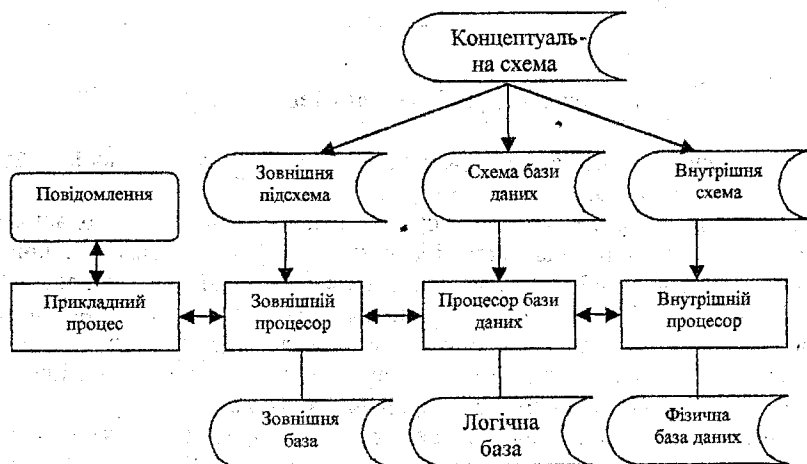 Концептуаль-
на схема
Зовнішня
підсхема
Схема бази
даних
Внутрішня
схема
Повідомлення
Прикладний
процес
Зовнішній
процесор
Процесор бази
даних
Внутрішній
процесор
Зовнішня
база
Логічна
база
Фізична
база даних